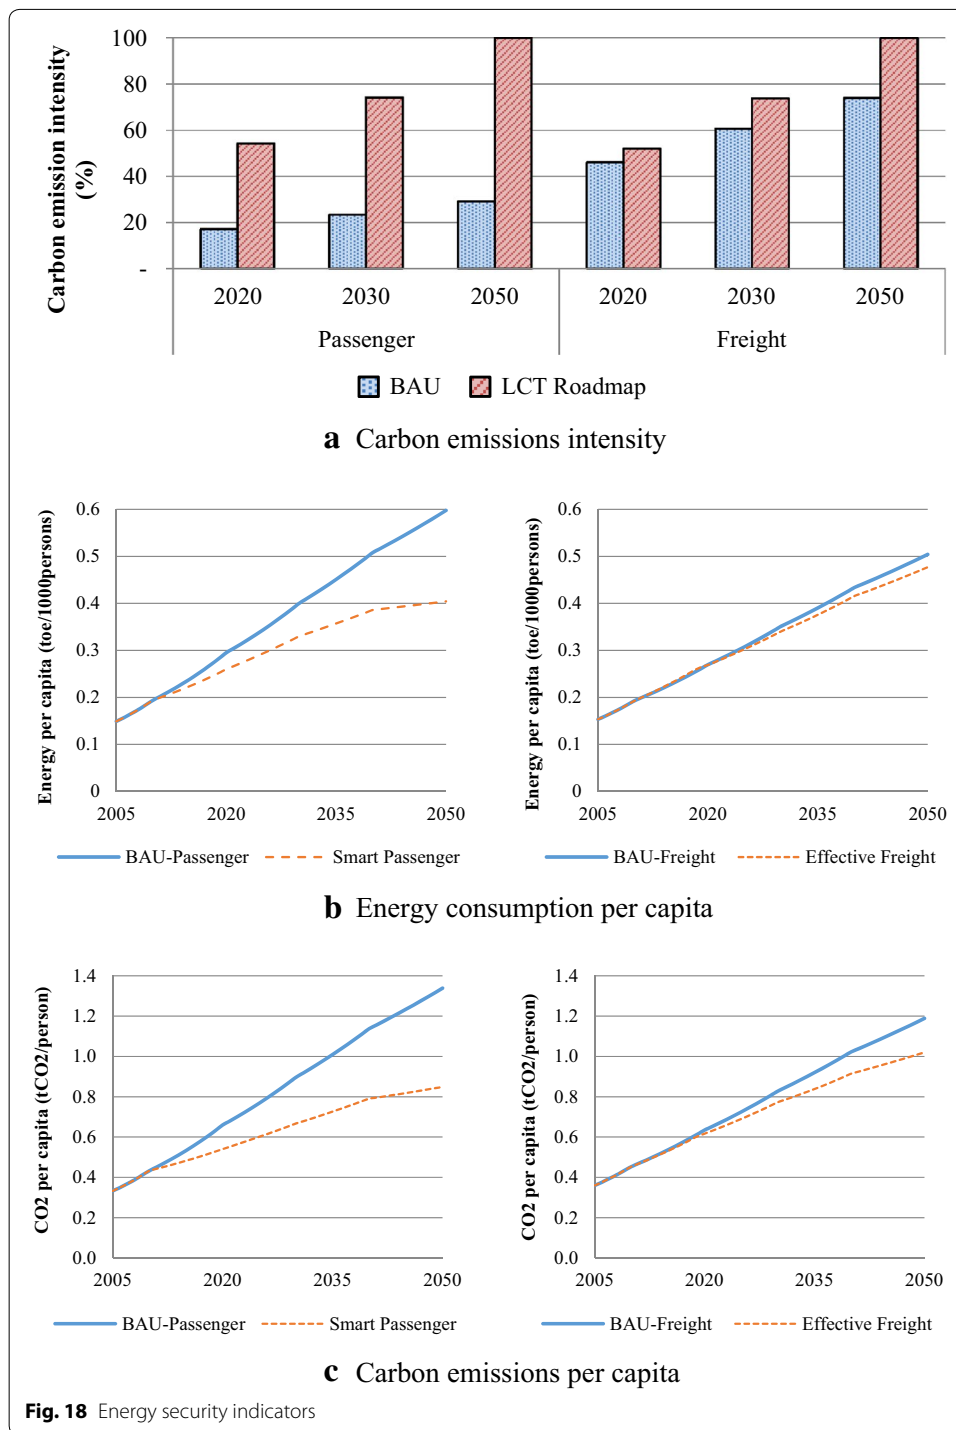 Carbon emission intensity
(%)
100
80
60
40
20
-
2020 2030 2050 2020 2030 2050
Passenger Freight
BAU LCT Roadmap
a Carbon emissions intensity
Energy per capita (toe/1000persons)
0.6
0.5
0.4
0.3
0.2
0.1
0
2005 2020 2035 2050
BAU-Passenger Smart Passenger
Energy per capita (toe/1000persons)
0.6
0.5
0.4
0.3
0.2
0.1
0
2005 2020 2035 2050
BAU-Freight Effective Freight
b Energy consumption per capita
CO2 per capita (tCO2/person)
1.4
1.2
1.0
0.8
0.6
0.4
0.2
0.0
2005 2020 2035 2050
BAU-Passenger Smart Passenger
CO2 per capita (tCO2/person)
1.4
1.2
1.0
0.8
0.6
0.4
0.2
0.0
2005 2020 2035 2050
BAU-Freight Effective Freight
c Carbon emissions per capita
Fig. 18 Energy security indicators